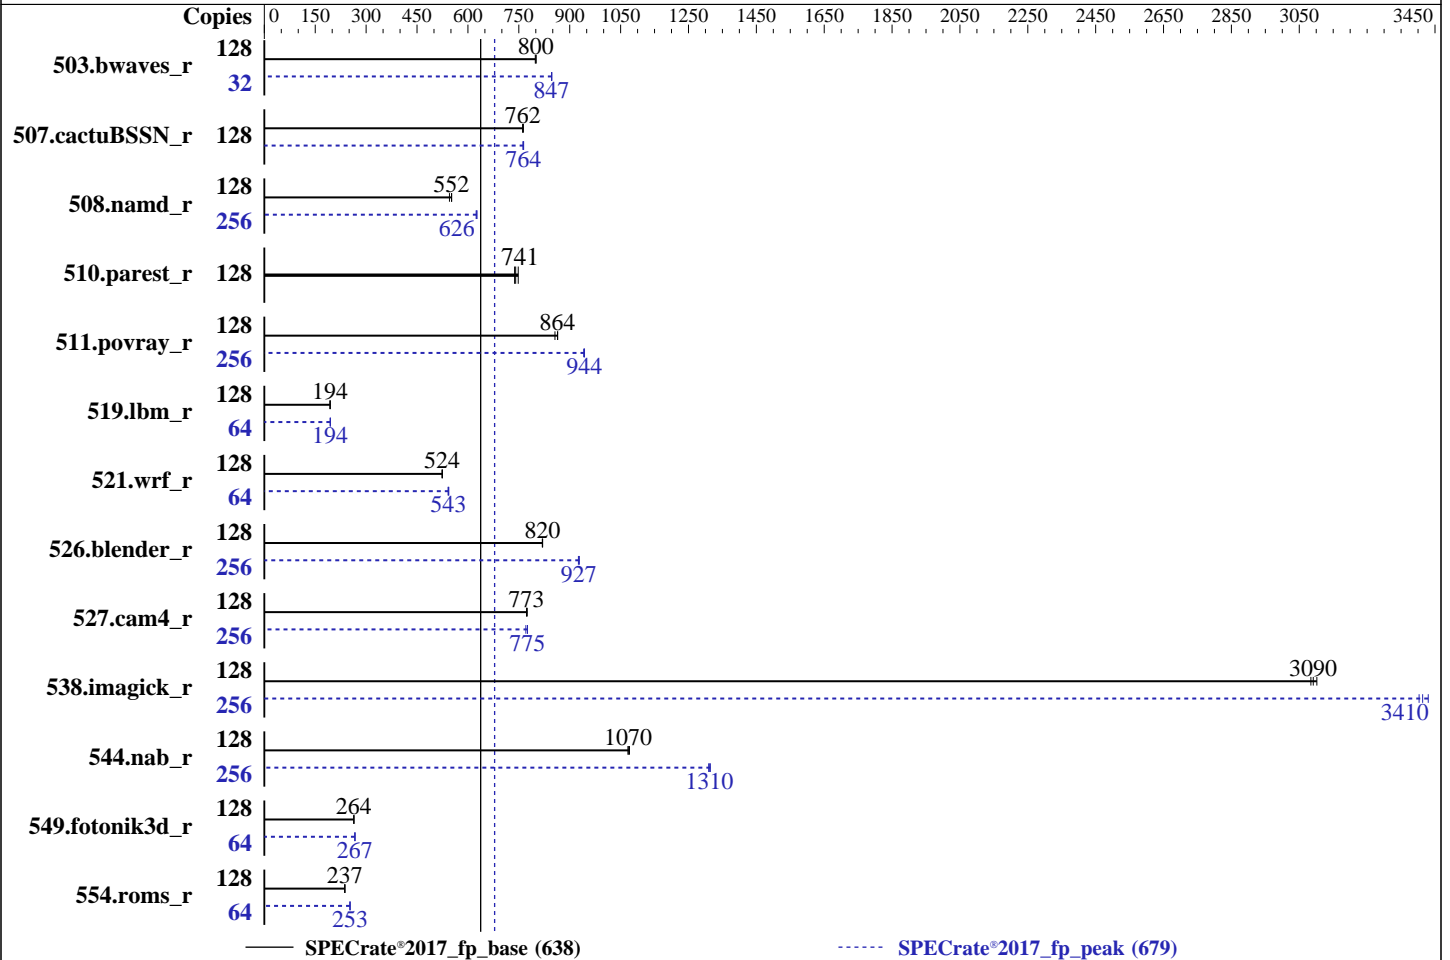 Copies 0 150 300 450 600 750 900 1050 1250 1450 1650 1850 2050 2250 2450 2650 2850 3050 3450
503.bwaves_r 128 800
32 847
507.cactuBSSN_r 128 762
764
508.namd_r 128 552
256 626
510.parest_r 128 741
511.povray_r 128 864
256 944
519.lbm_r 128 194
64 194
521.wrf_r 128 524
64 543
526.blender_r 128 820
256 927
527.cam4_r 128 773
256 775
538.imagick_r 128 3090
256 3410
544.nab_r 128 1070
256 1310
549.fotonik3d_r 128 264
64 267
554.roms_r 128 237
64 253
SPECrate®2017_fp_base (638) SPECrate®2017_fp_peak (679)